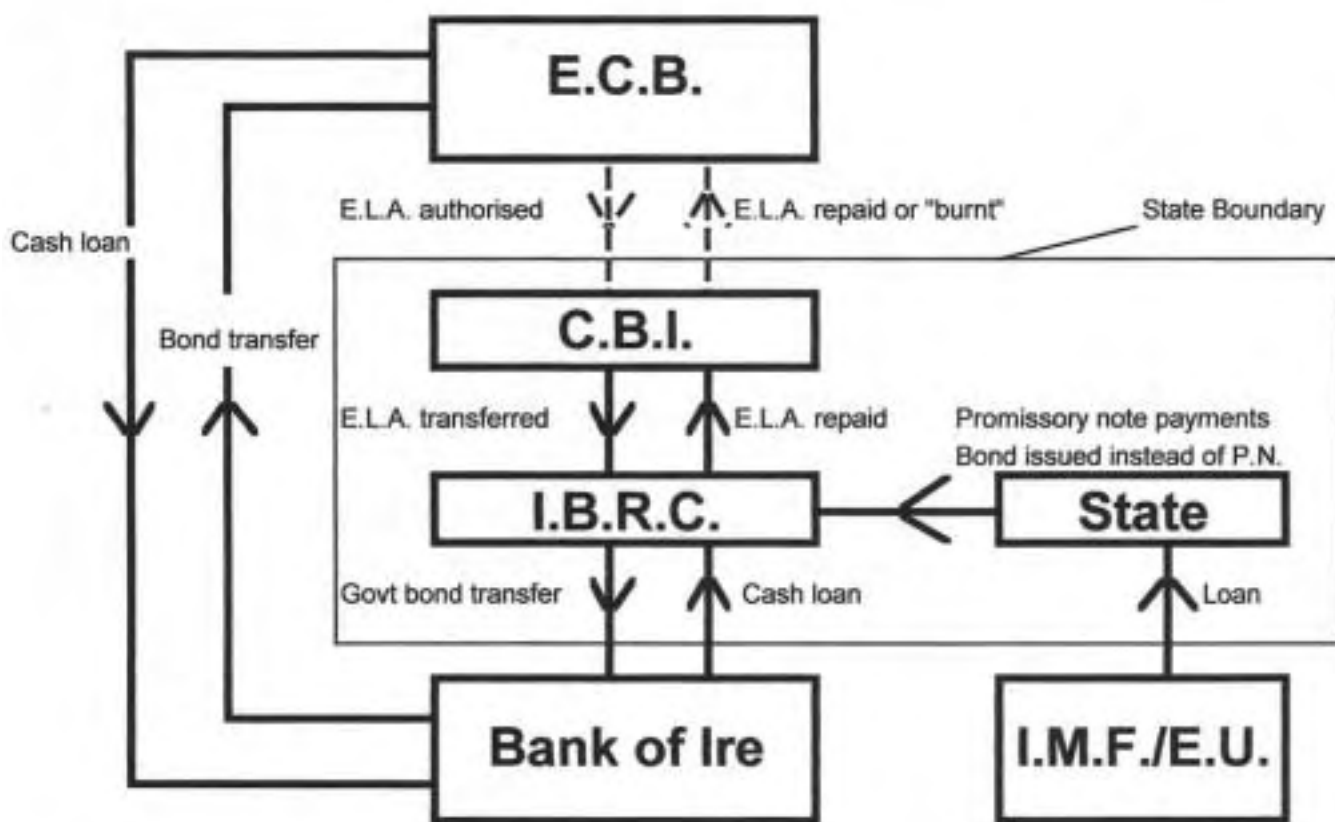 E.C.B.
E.L.A. authorised
E.L.A. repaid or "burnt"
State Boundary
Cash loan
C.B.I.
Bond transfer
E.L.A. transferred
E.L.A. repaid
Promissory note payments
Bond issued instead of P.N.
I.B.R.C.
State
Govt bond transfer
Cash loan
Loan
Bank of Ire
I.M.F./E.U.